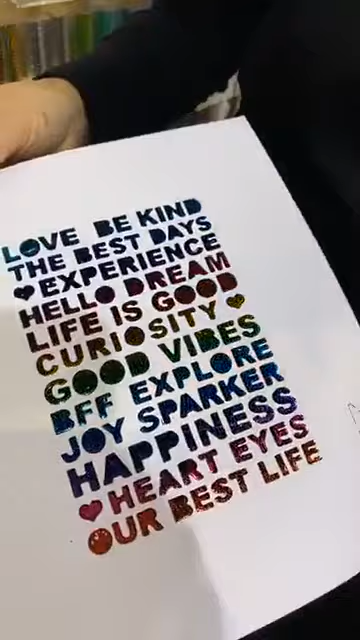 LOVE BE KIND
THE BEST DAYS
EXPERIENCE
HELLO DREAM
LIFE IS GOOD
CURIOSITY
GOOD VIBES
BFF EXPLORE
JOY SPARKER
HAPPINESS
HEART EYES
OUR BEST LIFE